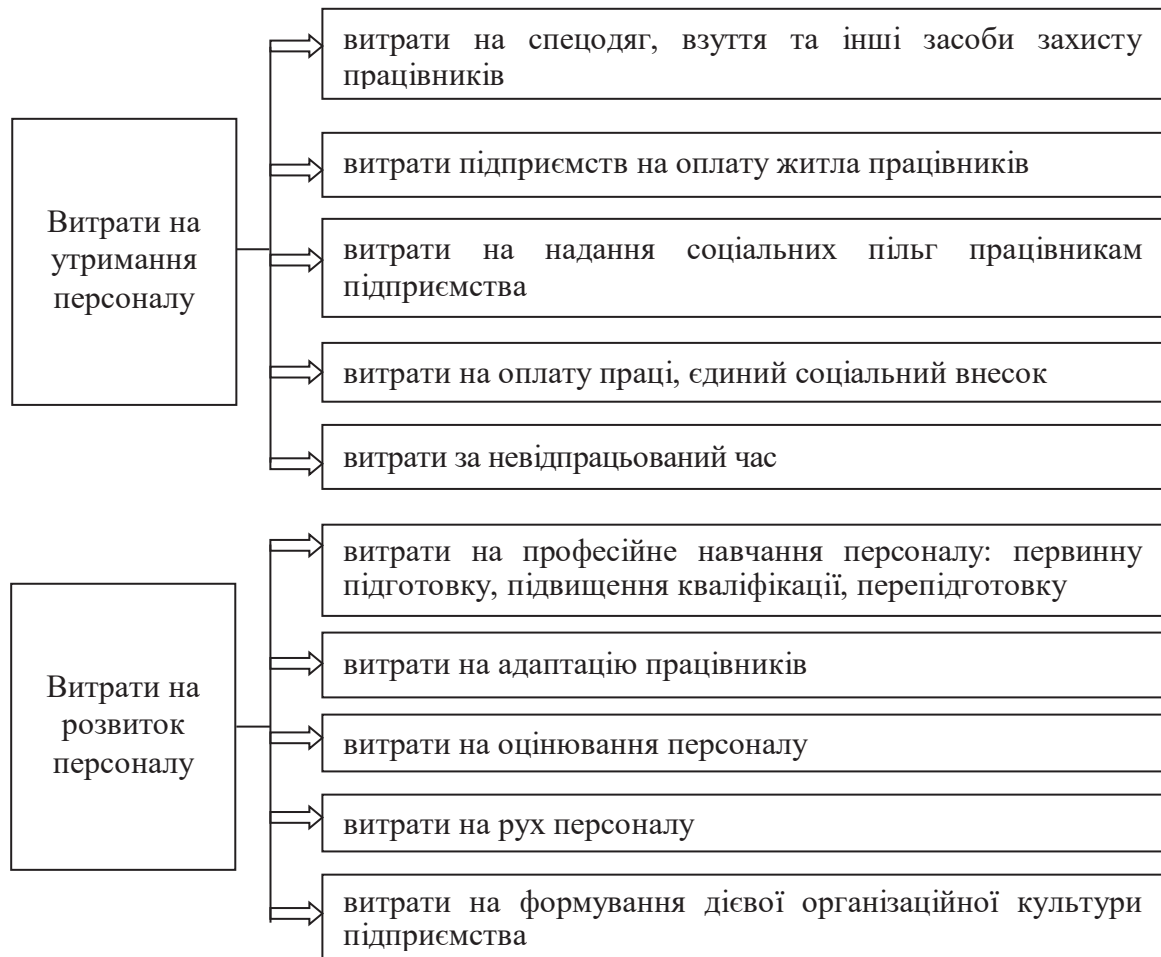 витрати на спецодяг, взуття та інші засоби захисту
працівників
витрати підприємств на оплату житла працівників
Витрати на
утримання
персоналу
витрати на надання соціальних пільг працівникам
підприємства
витрати на оплату праці, єдиний соціальний внесок
витрати за невідпрацьований час
витрати на професійне навчання персоналу: первинну
підготовку, підвищення кваліфікації, перепідготовку
витрати на адаптацію працівників
Витрати на
розвиток
персоналу
витрати на оцінювання персоналу
витрати на рух персоналу
витрати на формування дієвої організаційної культури
підприємства